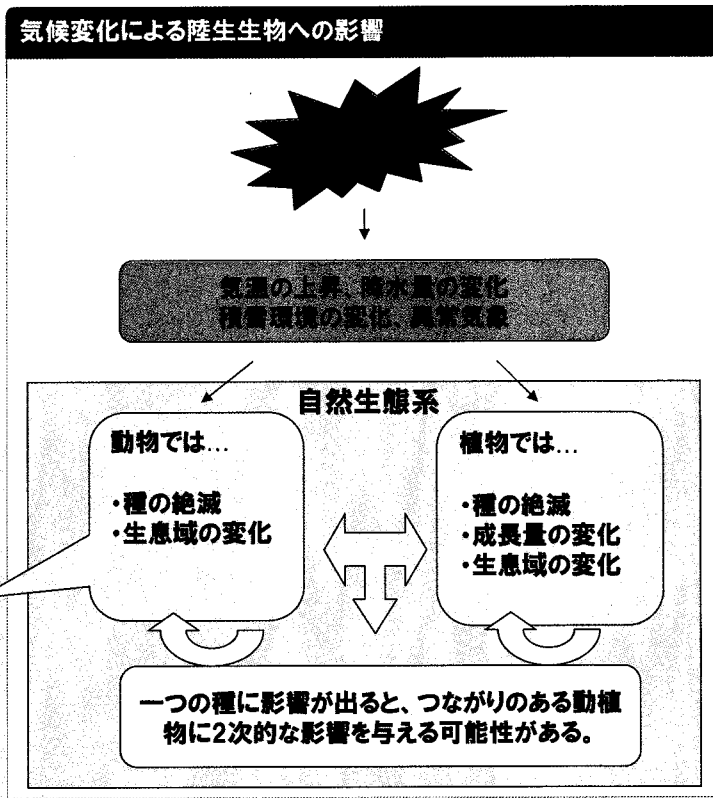 気候変化による陸生生物への影響
気温の上昇、降水量の変化
積雪環境の変化、異常気象
自然生態系
動物では…
・種の絶滅
・生息域の変化
植物では…
・種の絶滅
・成長量の変化
・生息域の変化
一つの種に影響が出ると、つながりのある動植
物に2次的な影響を与える可能性がある。